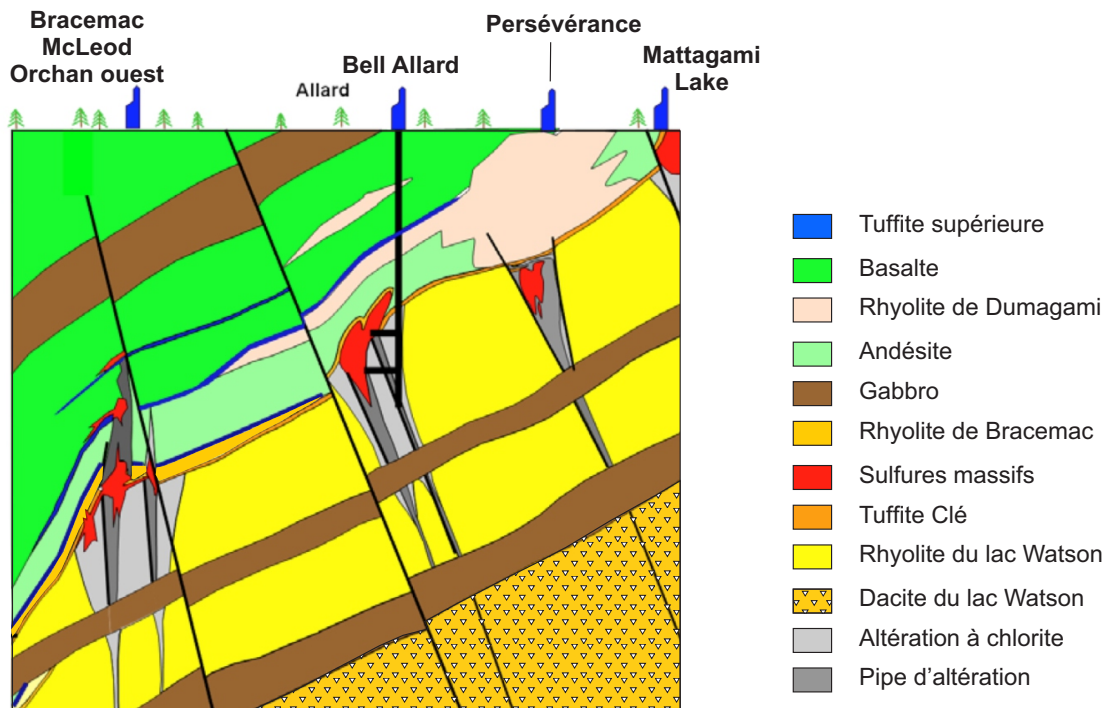 Bracemac
McLeod
Orchan ouest
Allard
Bell Allard
Persévérance
Mattagami
Lake
Tuffite supérieure
Basalte
Rhyolite de Dumagami
Andésite
Gabbro
Rhyolite de Bracemac
Sulfures massifs
Tuffite Clé
Rhyolite du lac Watson
Dacite du lac Watson
Altération à chlorite
Pipe d’altération